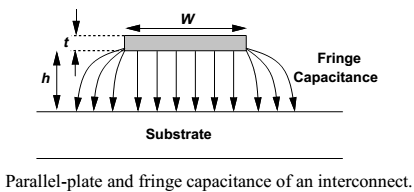 W
t
h
Fringe
Capacitance
Substrate
Parallel-plate and fringe capacitance of an interconnect.